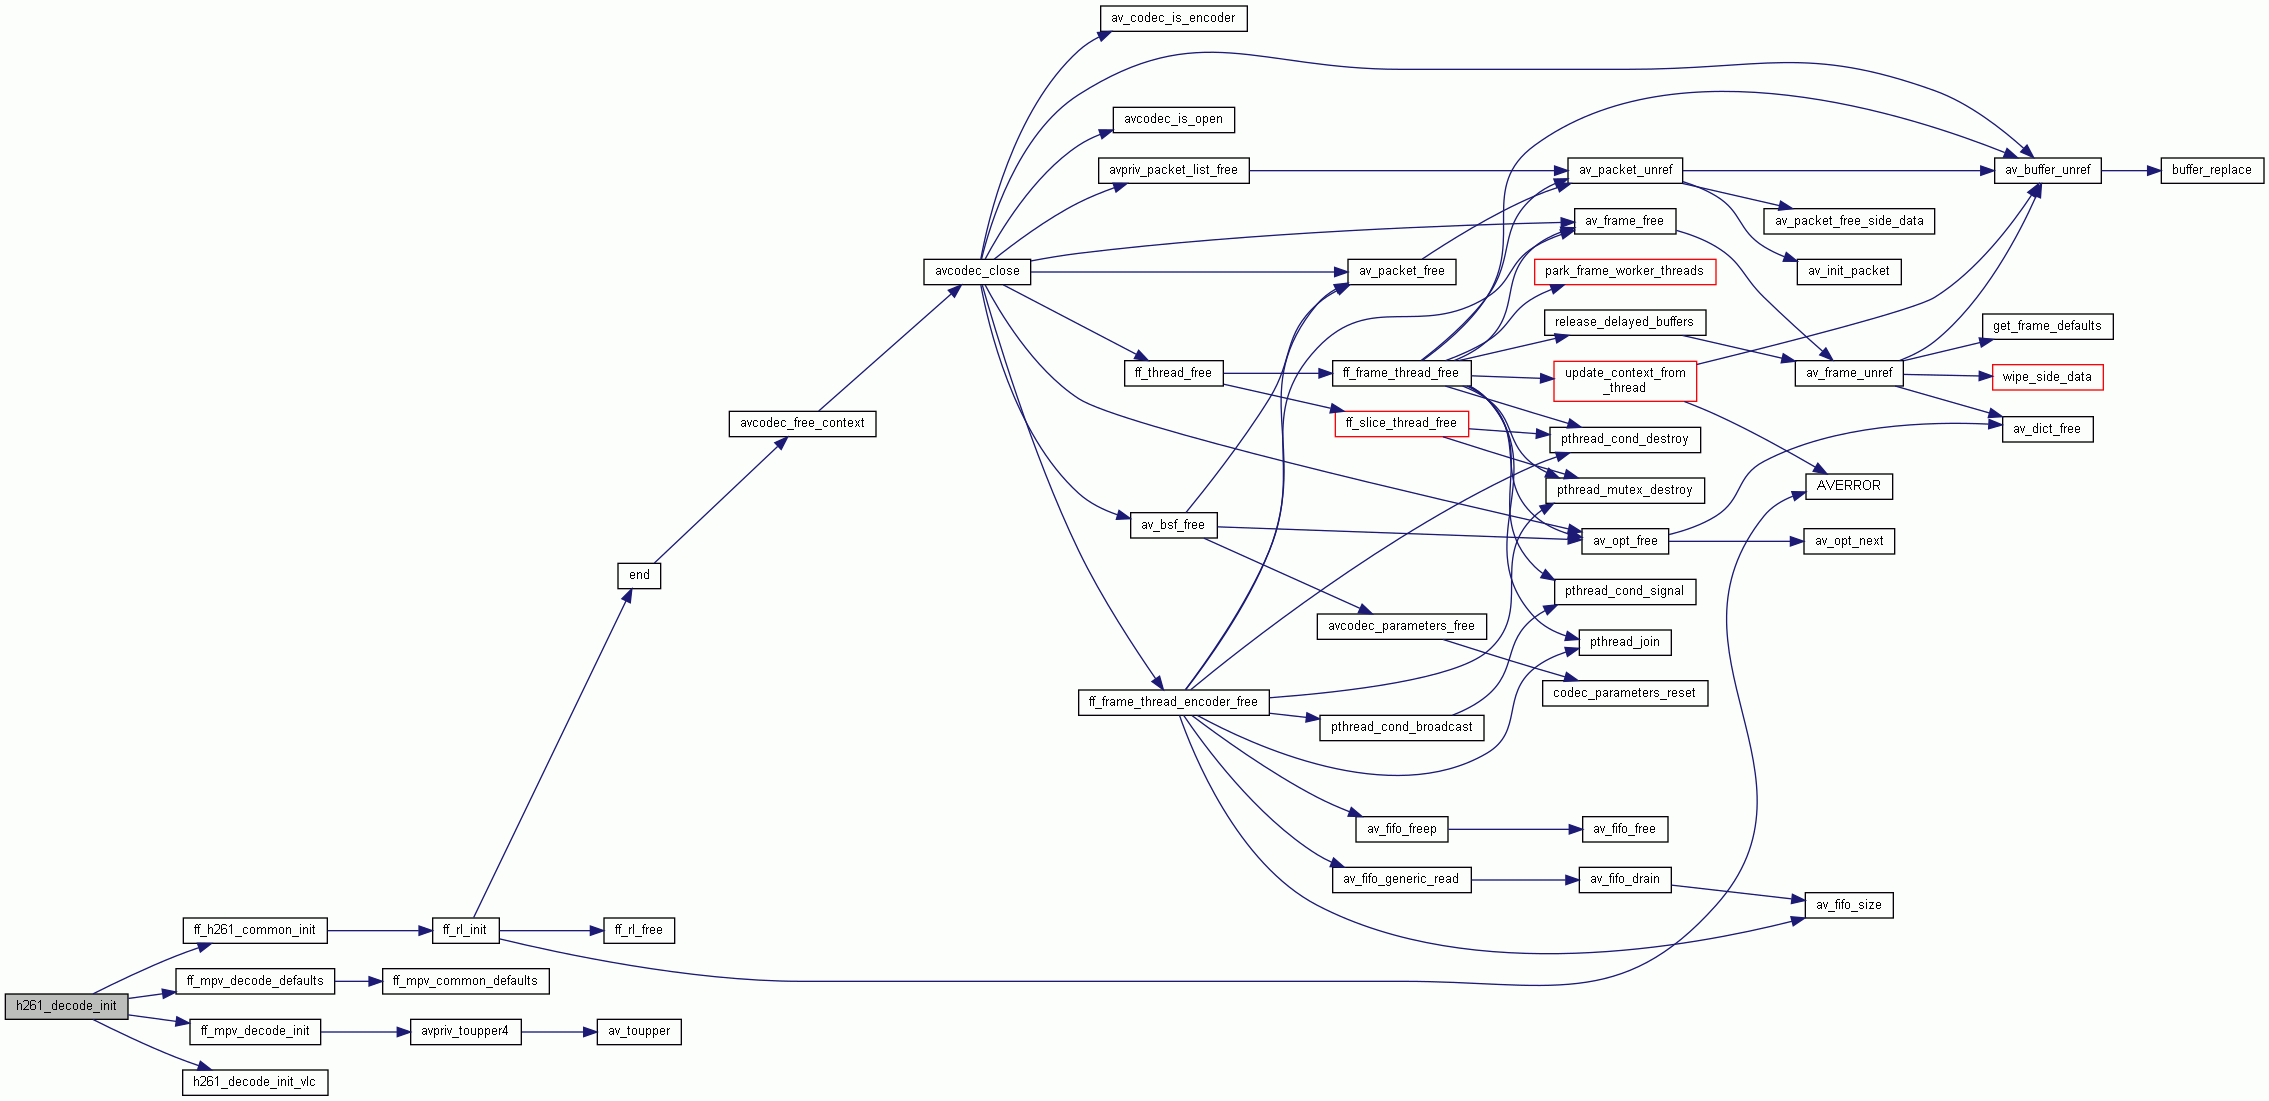 av_codec_is_encoder
avcodec_is_open
avpriv_packet_list_free
av_packet_unref
av_buffer_unref
buffer_replace
av_frame_free
av_packet_free_side_data
avcodec_close
av_packet_free
park_frame_worker_threads
av_init_packet
release_delayed_buffers
get_frame_defaults
ff_thread_free
ff_frame_thread_free
update_context_from
_thread
av_frame_unref
wipe_side_data
avcodec_free_context
ff_slice_thread_free
pthread_cond_destroy
av_dict_free
pthread_mutex_destroy
AVERROR
av_bsf_free
av_opt_free
av_opt_next
end
pthread_cond_signal
avcodec_parameters_free
pthread_join
codec_parameters_reset
ff_frame_thread_encoder_free
pthread_cond_broadcast
av_fifo_freep
av_fifo_free
av_fifo_generic_read
av_fifo_drain
av_fifo_size
ff_h261_common_init
ff_rl_init
ff_rl_free
ff_mpv_decode_defaults
ff_mpv_common_defaults
h261_decode_init
ff_mpv_decode_init
avpriv_toupper4
av_toupper
h261_decode_init_vlc